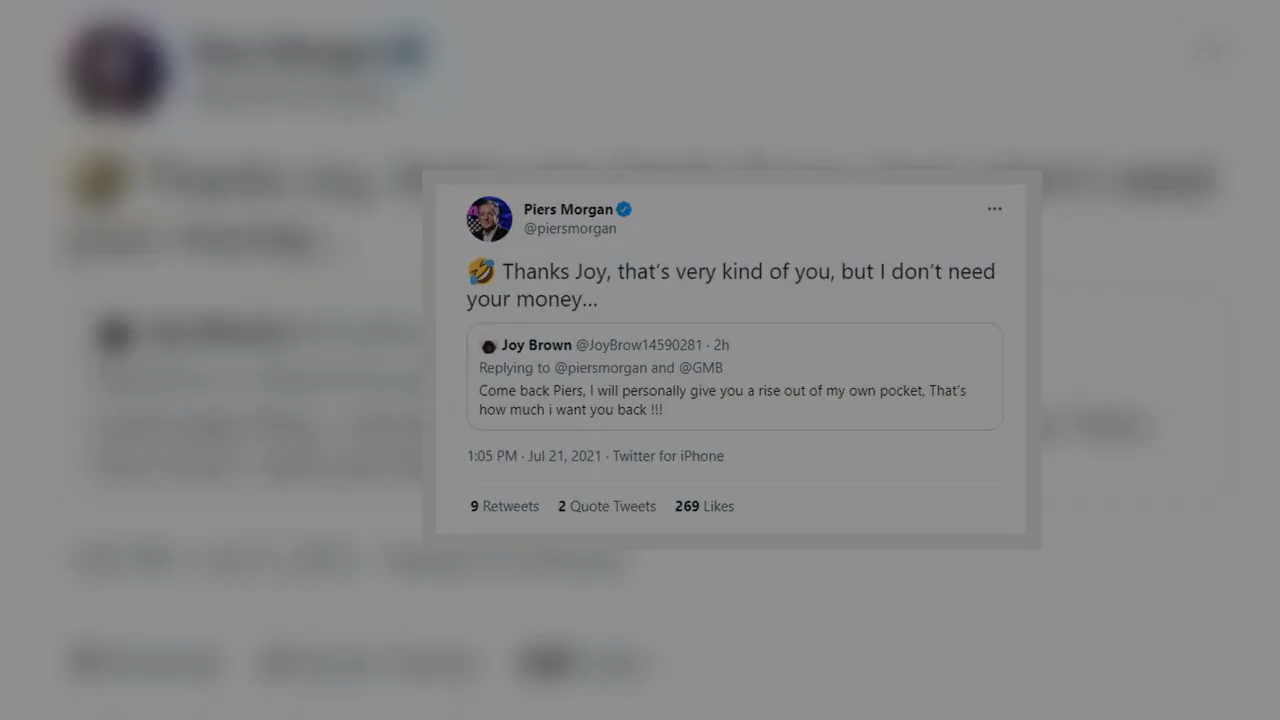 Piers Morgan
@piersmorgan
🤣 Thanks Joy, that's very kind of you, but I don't need
your money...
Joy Brown @JoyBrow14590281 · 2h
Replying to @piersmorgan and @GMB
Come back Piers, I will personally give you a rise out of my own pocket, That's
how much i want you back !!!
1:05 PM · Jul 21, 2021 · Twitter for iPhone
9 Retweets 2 Quote Tweets 269 Likes